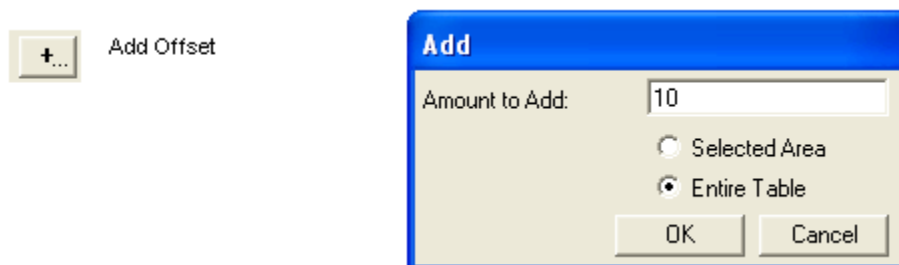 +...
Add Offset
Add
Amount to Add:
10
Selected Area
Entire Table
OK
Cancel